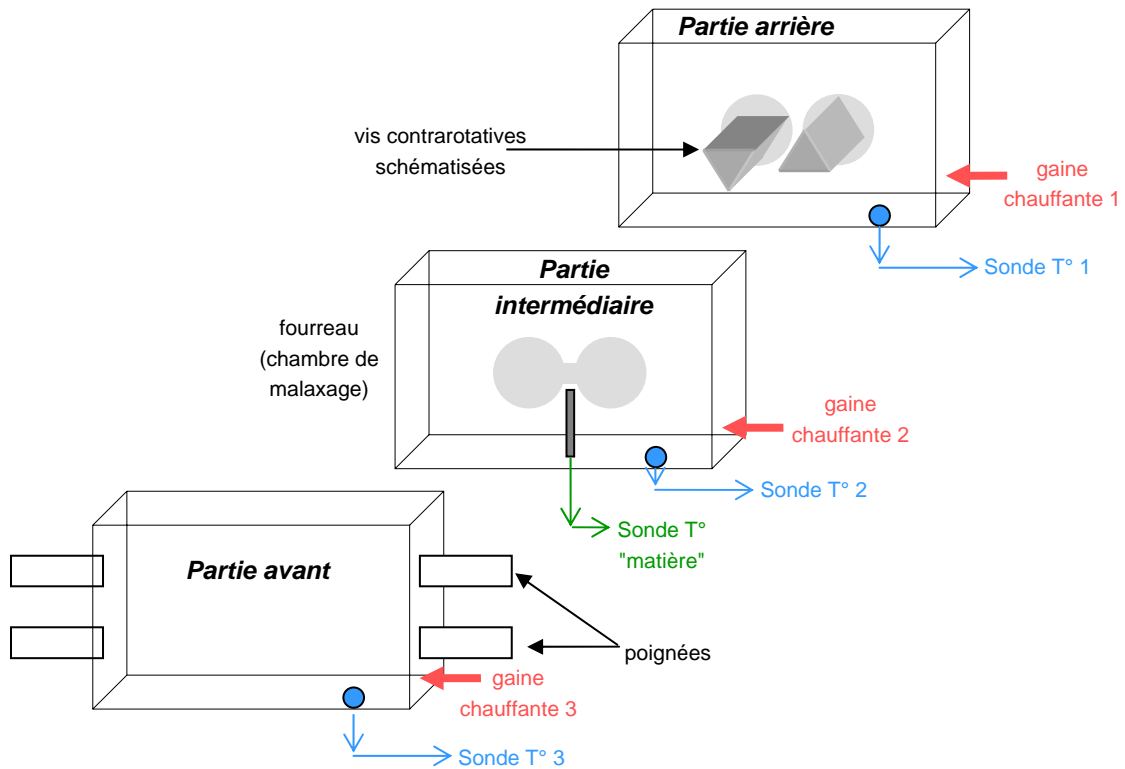 Partie arrière
vis contrarotatives
schématisées
gaine
chauffante 1
Sonde T° 1
Partie
intermédiaire
fourreau
(chambre de
malaxage)
gaine
chauffante 2
Sonde T° 2
Sonde T°
"matière"
Partie avant
poignées
gaine
chauffante 3
Sonde T° 3